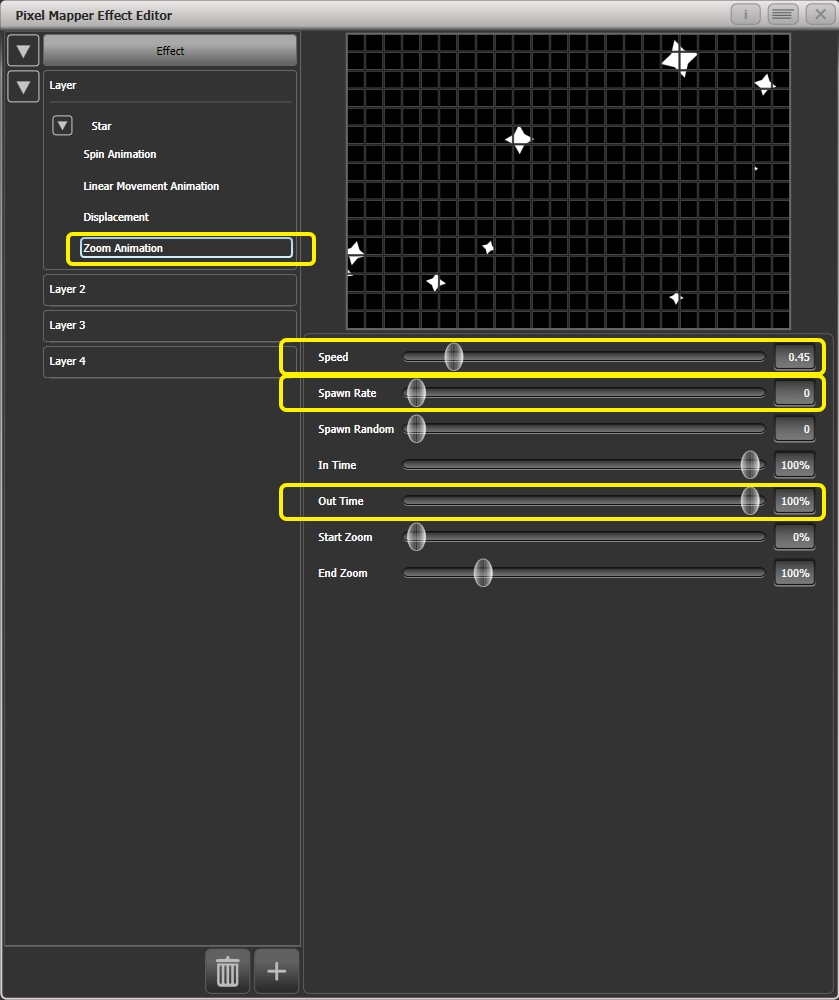 Pixel Mapper Effect Editor
i
Effect
Layer
Star
Spin Animation
Linear Movement Animation
Displacement
Zoom Animation
Layer 2
Layer 3
Layer 4
Speed 0.45
Spawn Rate 0
Spawn Random 0
In Time 100%
Out Time 100%
Start Zoom 0%
End Zoom 100%